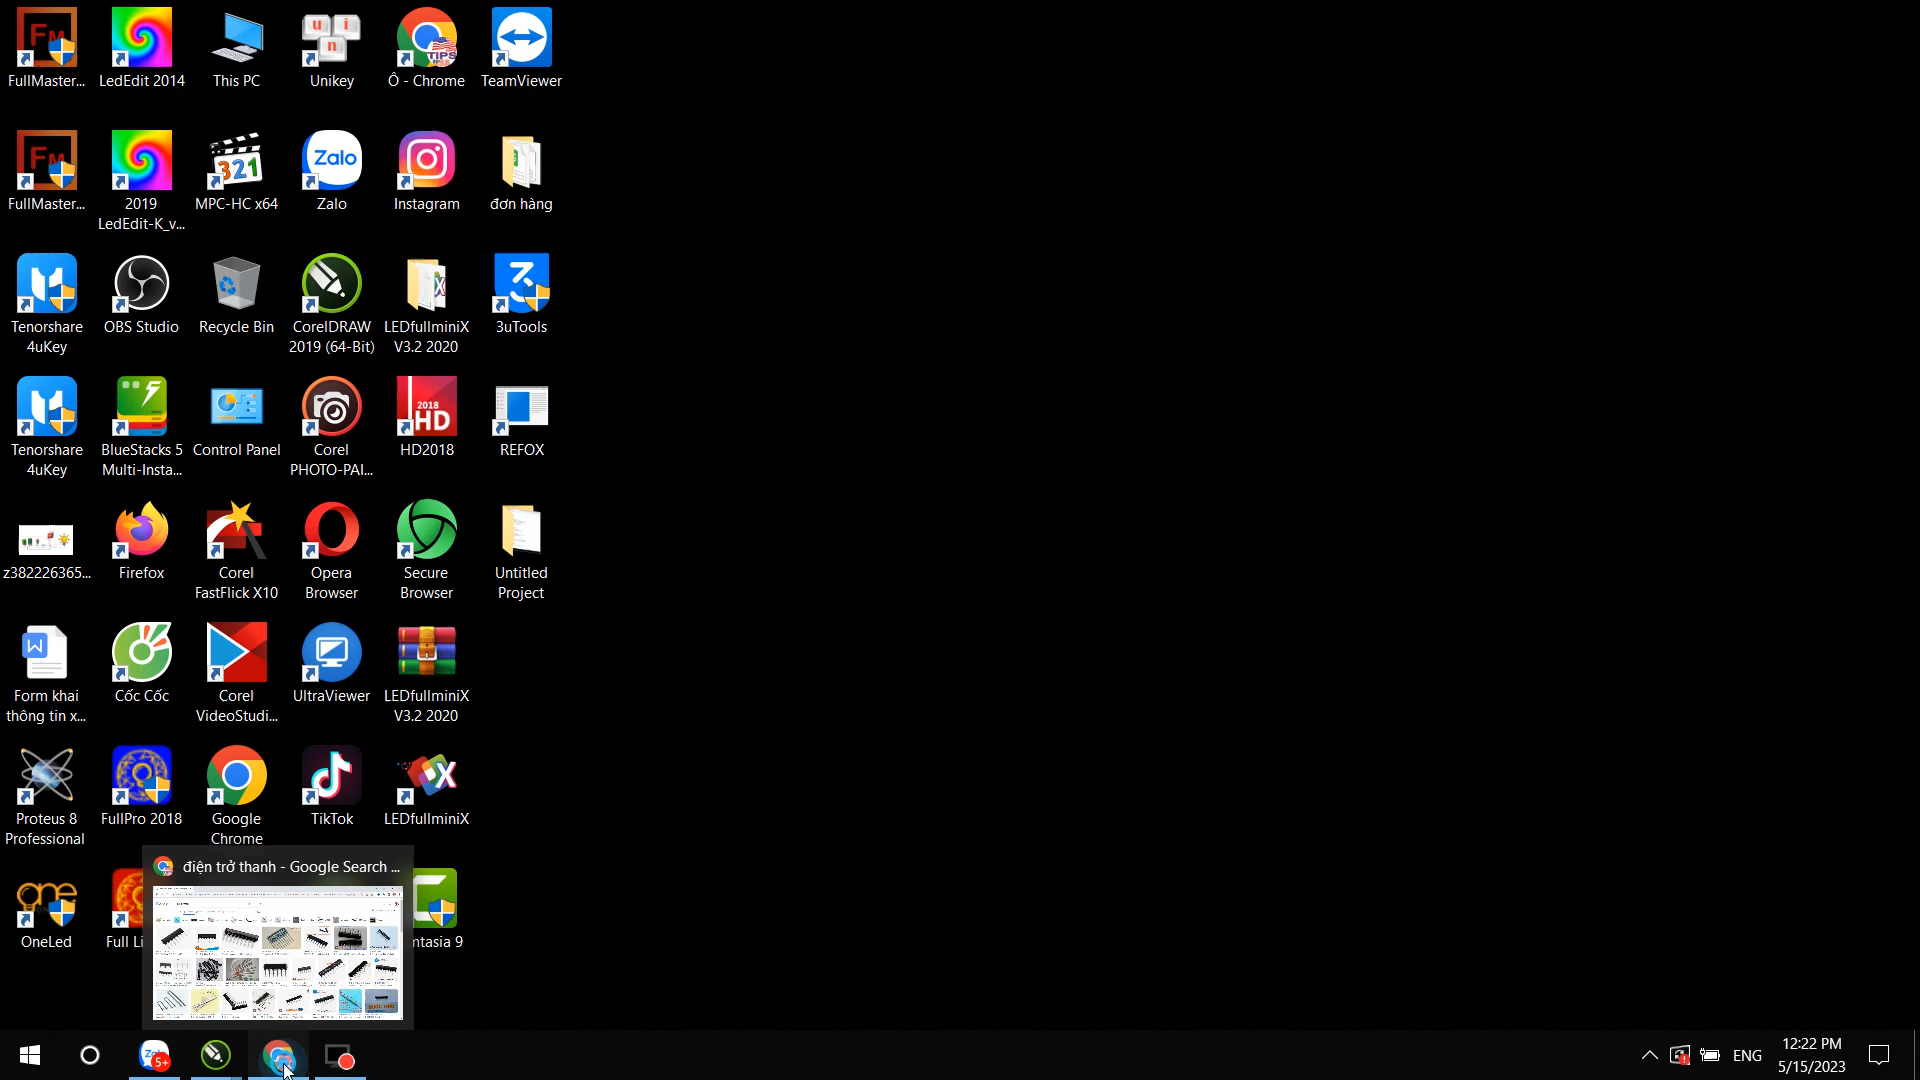 FullMaster...
LedEdit 2014
This PC
Unikey
Ô - Chrome
TeamViewer
FullMaster...
2019
LedEdit-K_v...
MPC-HC x64
Zalo
Zalo
Instagram
đơn hàng
Tenorshare
4uKey
OBS Studio
Recycle Bin
CorelDRAW
2019 (64-Bit)
LEDfullminiX
V3.2 2020
3uTools
Tenorshare
4uKey
BlueStacks 5
Multi-Insta...
Control Panel
Corel
PHOTO-PAI...
2018
HD
HD2018
REFOX
z382226365...
Firefox
Corel
FastFlick X10
Opera
Browser
Secure
Browser
Untitled
Project
Form khai
thông tin x...
Cốc Cốc
Corel
VideoStudi...
UltraViewer
LEDfullminiX
V3.2 2020
Proteus 8
Professional
FullPro 2018
Google
Chrome
TikTok
LEDfullminiX
điện trở thanh - Google Search ...
OneLed
Full Li
ntasia 9
5+
ENG
12:22 PM
5/15/2023